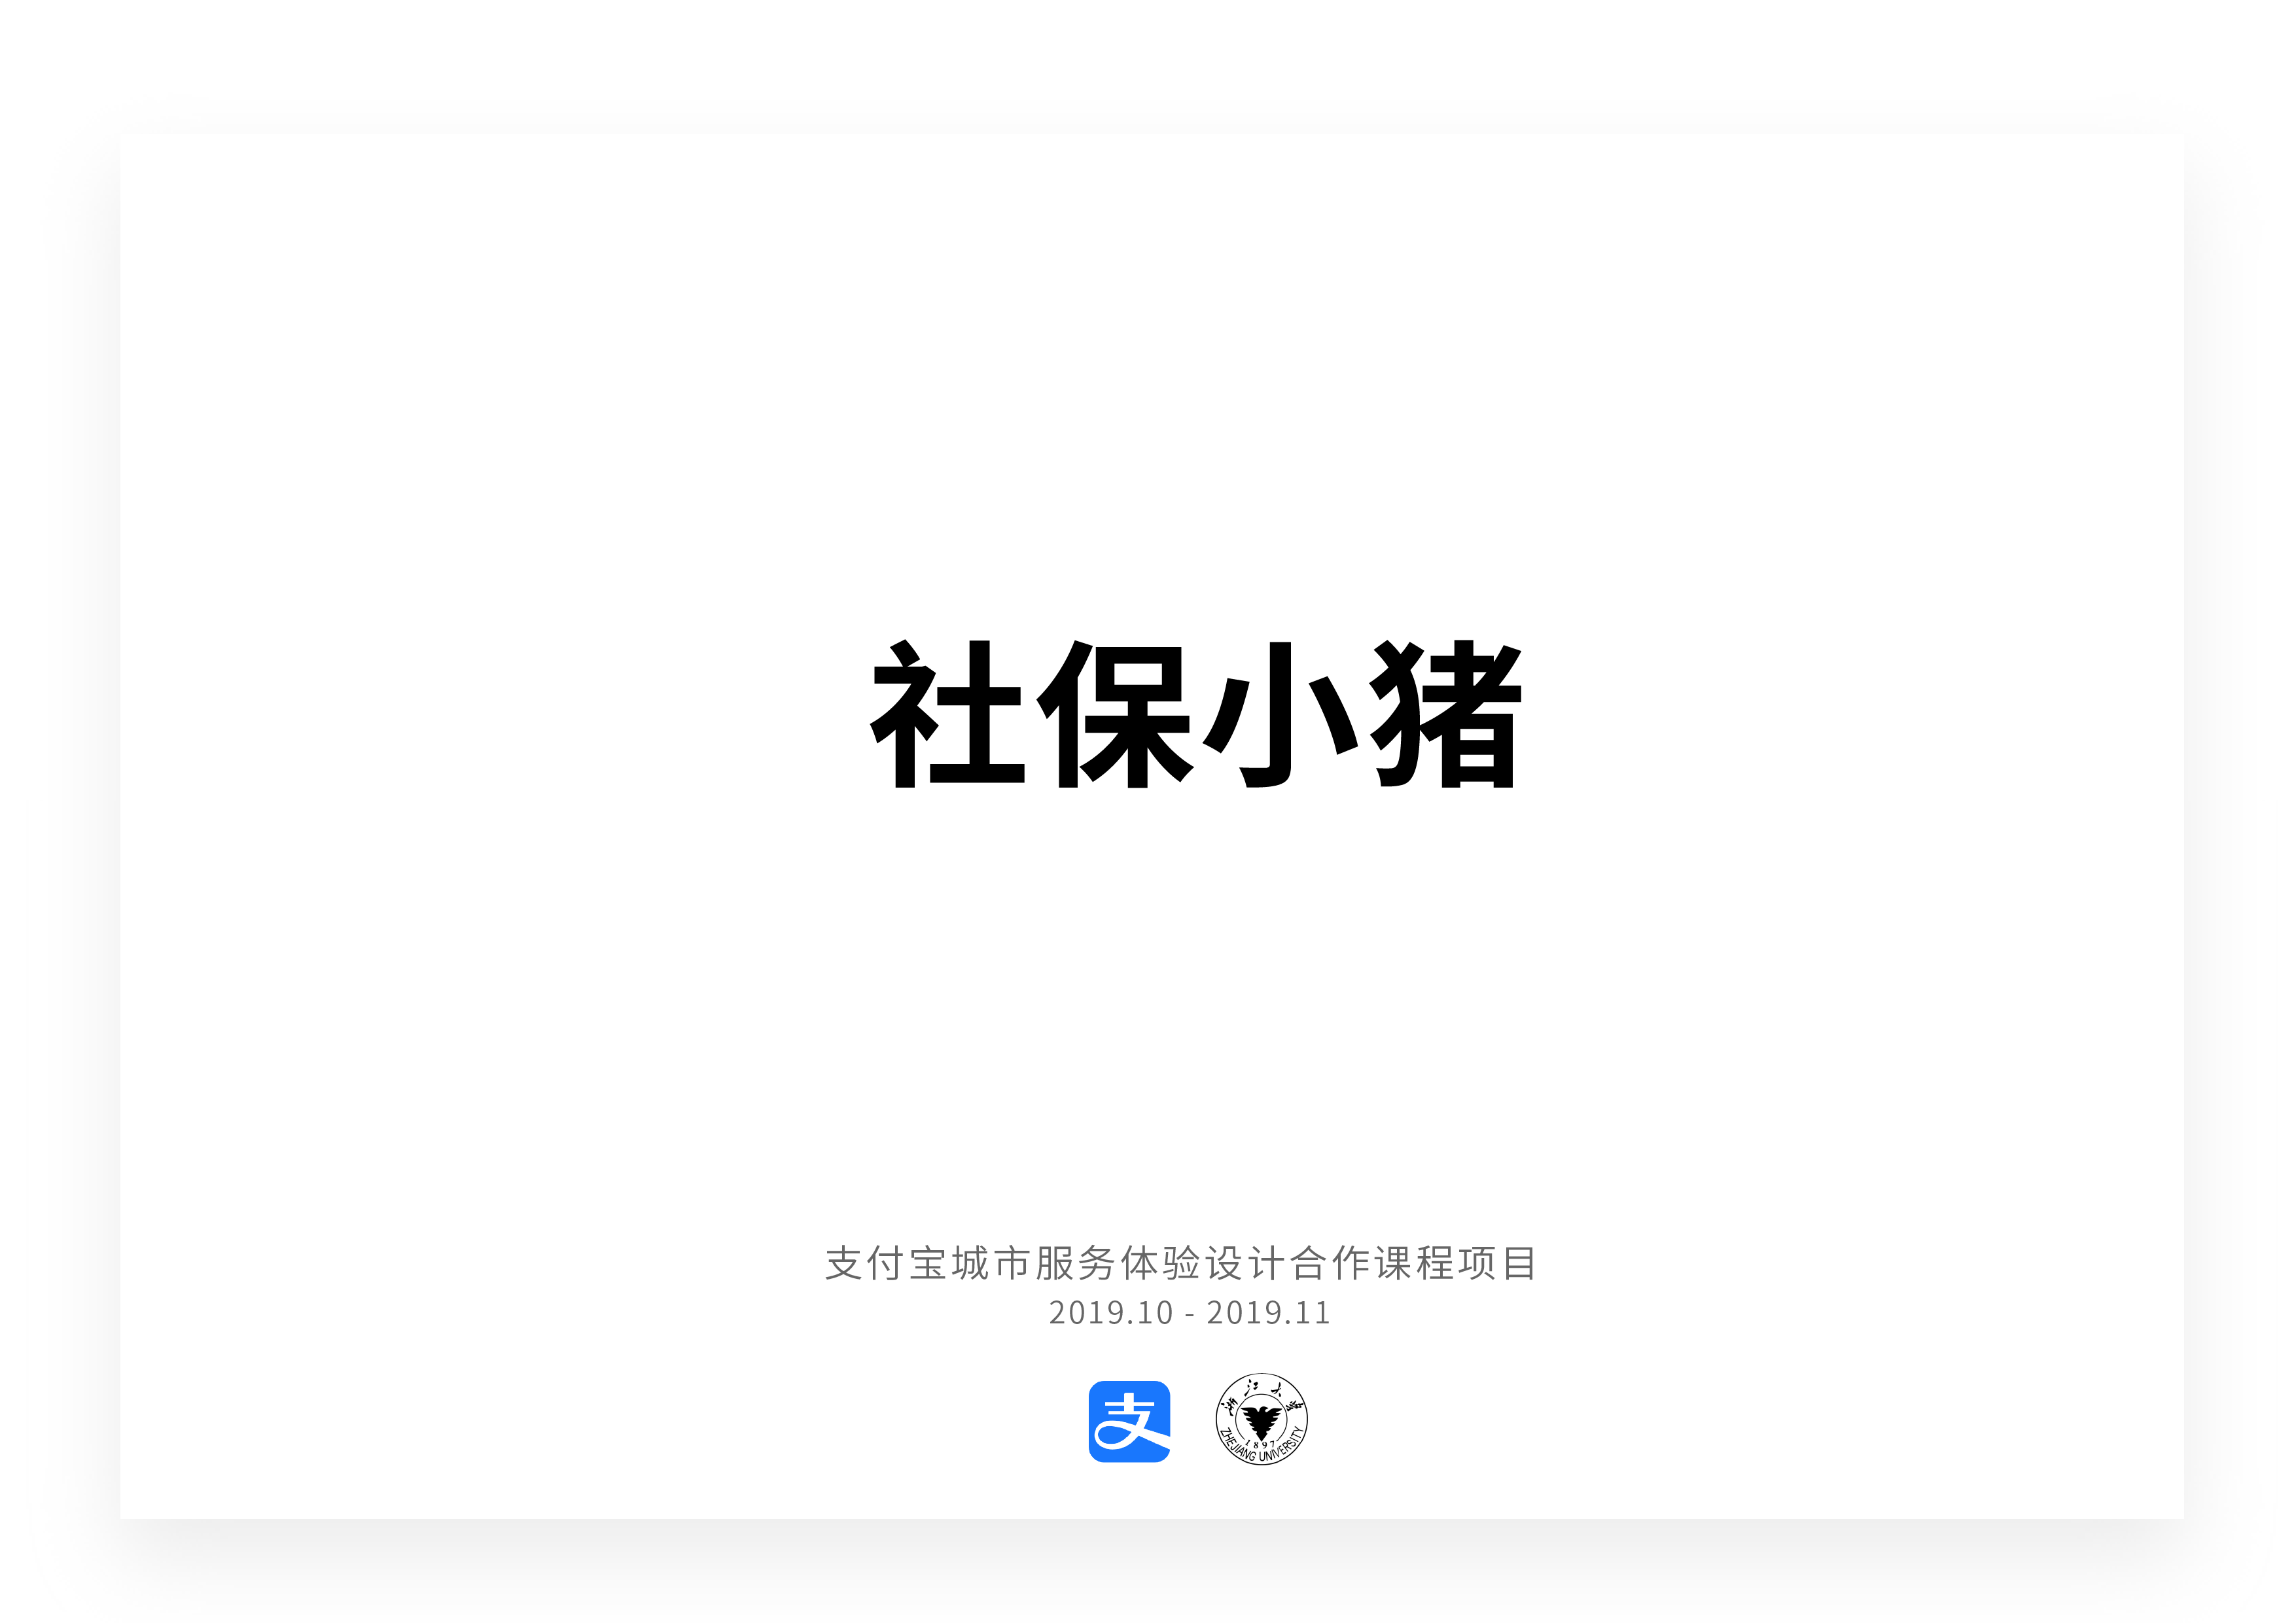 社保小猪
支付宝城市服务体验设计合作课程项目
2019.10 - 2019.11
支
浙江大学
1897
ZHEJIANG UNIVERSITY